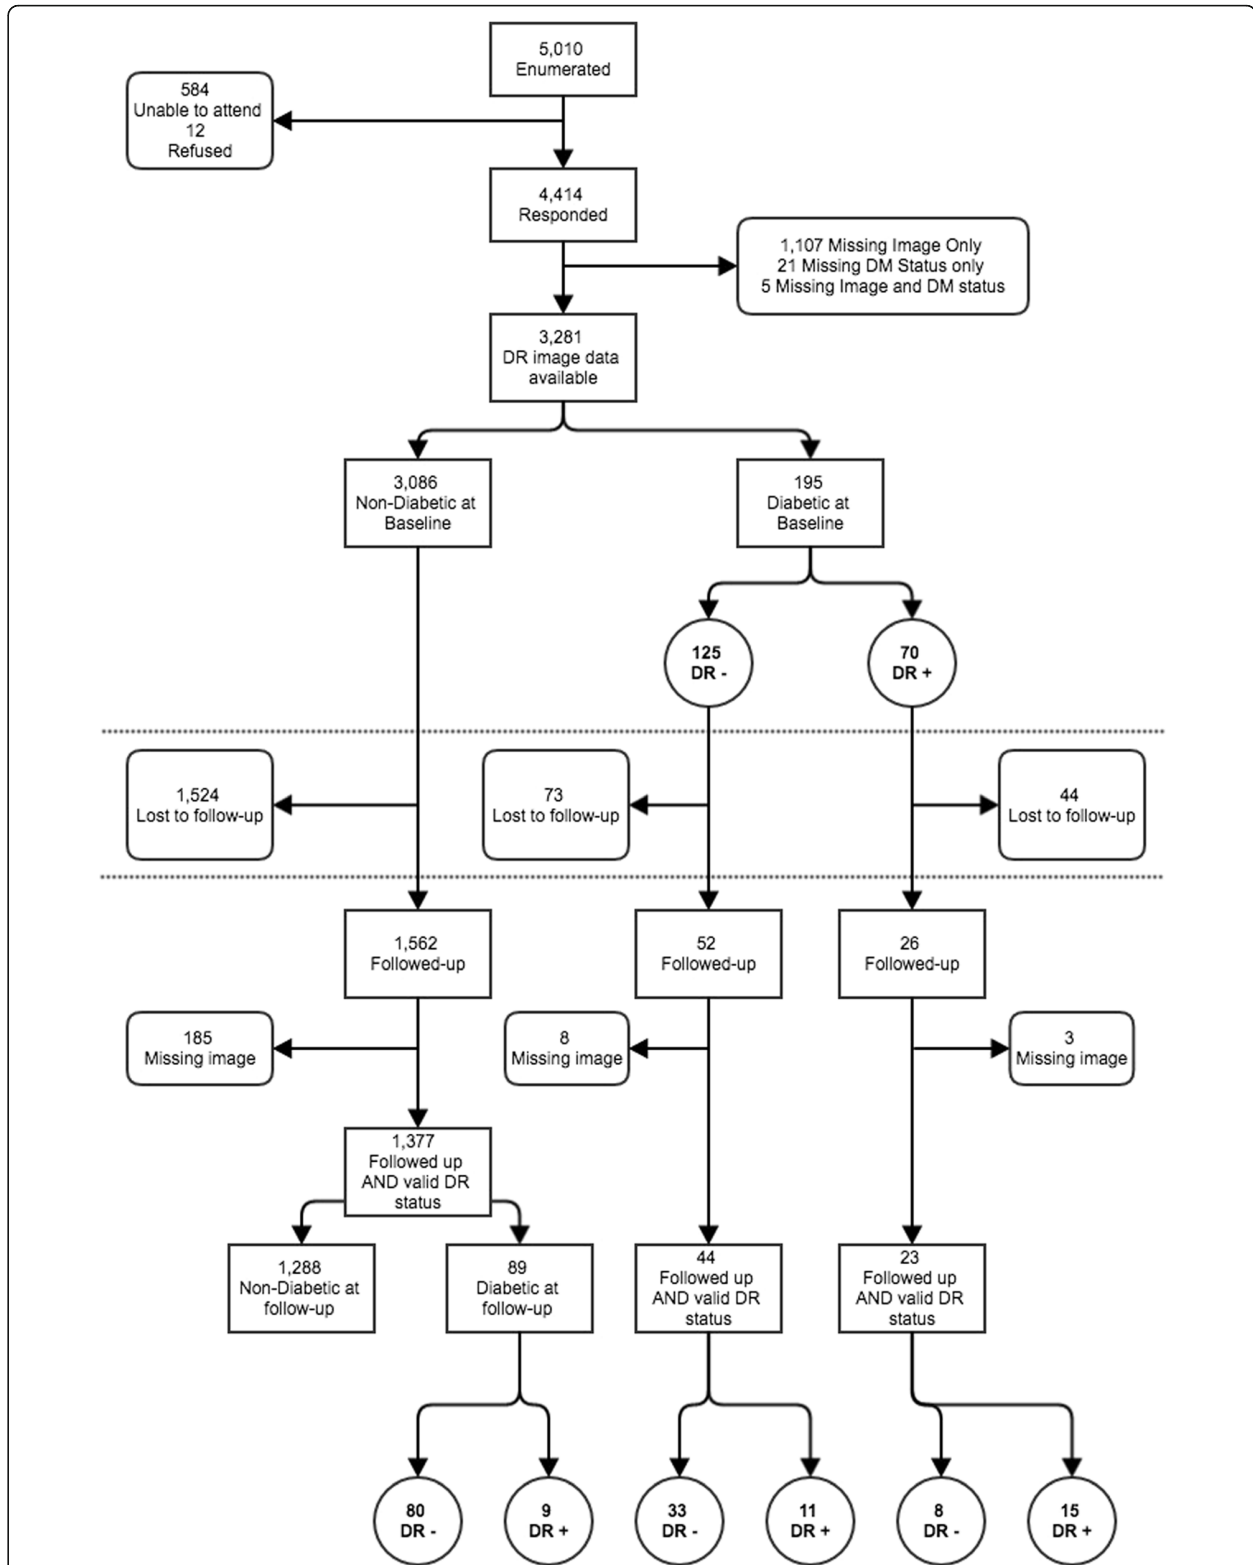 5,010
Enumerated
584
Unable to attend
12
Refused
4,414
Responded
1,107 Missing Image Only
21 Missing DM Status only
5 Missing Image and DM status
3,281
DR image data
available
3,086
Non-Diabetic at
Baseline
195
Diabetic at
Baseline
125
DR -
70
DR +
1,524
Lost to follow-up
73
Lost to follow-up
44
Lost to follow-up
1,562
Followed-up
52
Followed-up
26
Followed-up
185
Missing image
8
Missing image
3
Missing image
1,377
Followed up
AND valid DR
status
1,288
Non-Diabetic at
follow-up
89
Diabetic at
follow-up
44
Followed up
AND valid DR
status
23
Followed up
AND valid DR
status
80
DR -
9
DR +
33
DR -
11
DR +
8
DR -
15
DR +